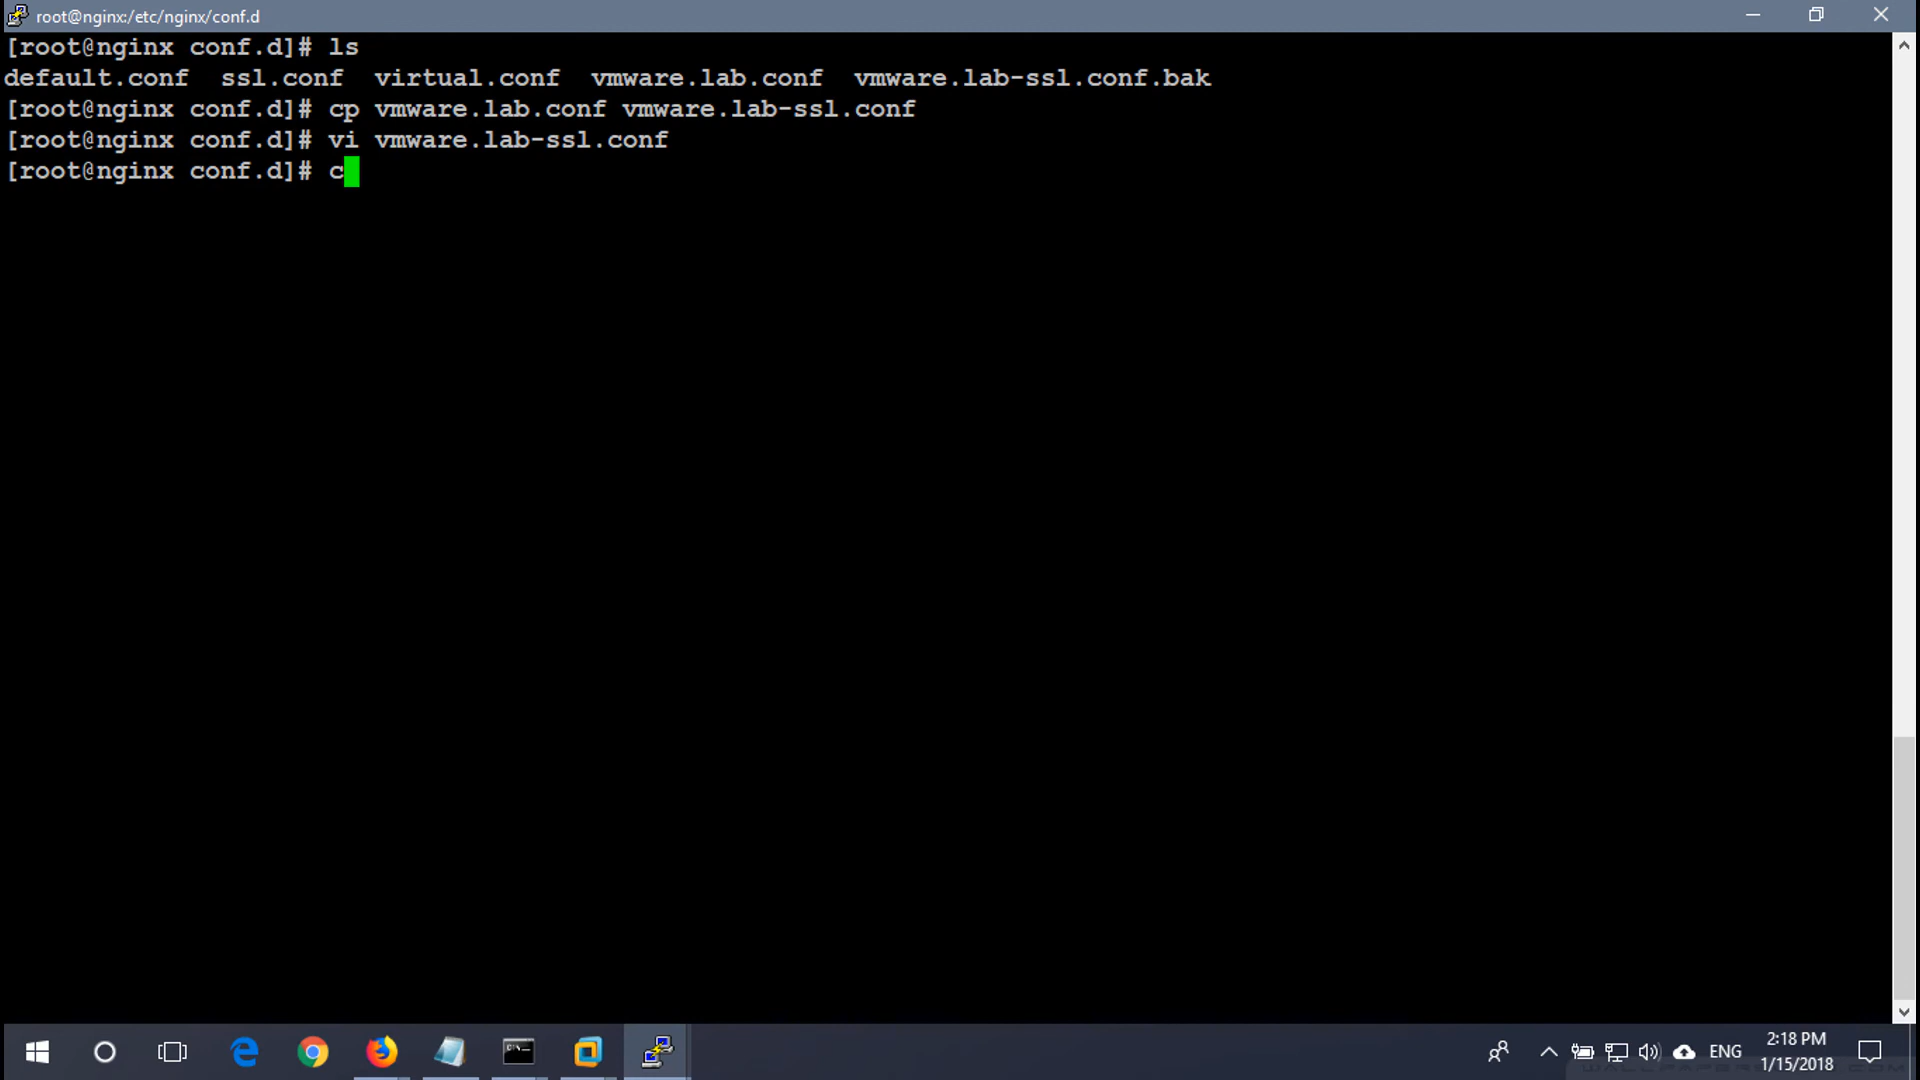 root@nginx:/etc/nginx/conf.d
[root@nginx conf.d]# ls
default.conf  ssl.conf  virtual.conf  vmware.lab.conf  vmware.lab-ssl.conf.bak
[root@nginx conf.d]# cp vmware.lab.conf vmware.lab-ssl.conf
[root@nginx conf.d]# vi vmware.lab-ssl.conf
[root@nginx conf.d]# c
ENG
2:18 PM
1/15/2018